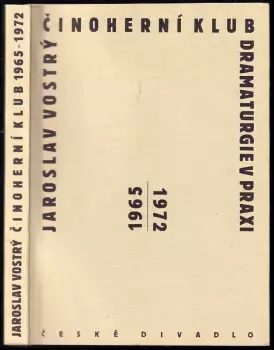 JAROSLAV VOSTRÝ ČINOHERNÍ KLUB 1965-1972
JAROSLAV VOSTRÝ
ČINOHERNÍ KLUB
DRAMATURGIE V PRAXI
1965
1972
ČESKÉ DIVADLO